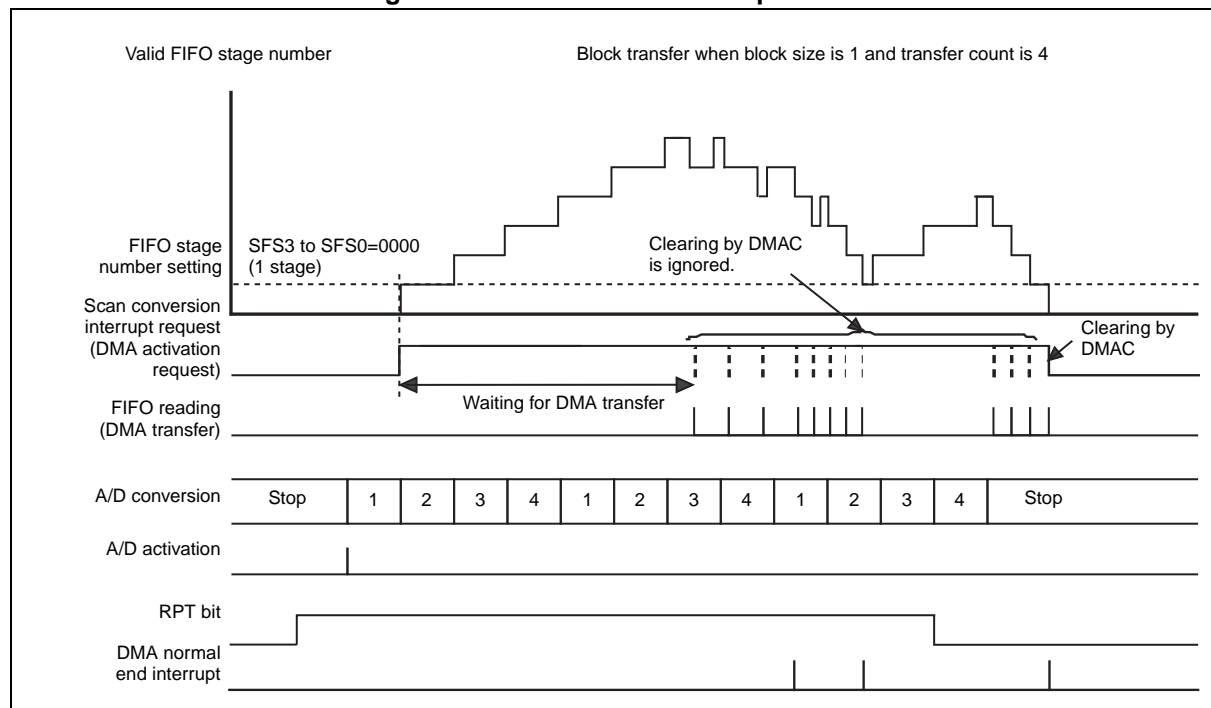 Valid FIFO stage number
Block transfer when block size is 1 and transfer count is 4
FIFO stage
number setting
SFS3 to SFS0=0000
(1 stage)
Clearing by DMAC
is ignored.
Scan conversion
interrupt request
(DMA activation
request)
Clearing by
DMAC
Waiting for DMA transfer
FIFO reading
(DMA transfer)
A/D conversion
Stop 1 2 3 4 1 2 3 4 1 2 3 4 Stop
A/D activation
RPT bit
DMA normal
end interrupt